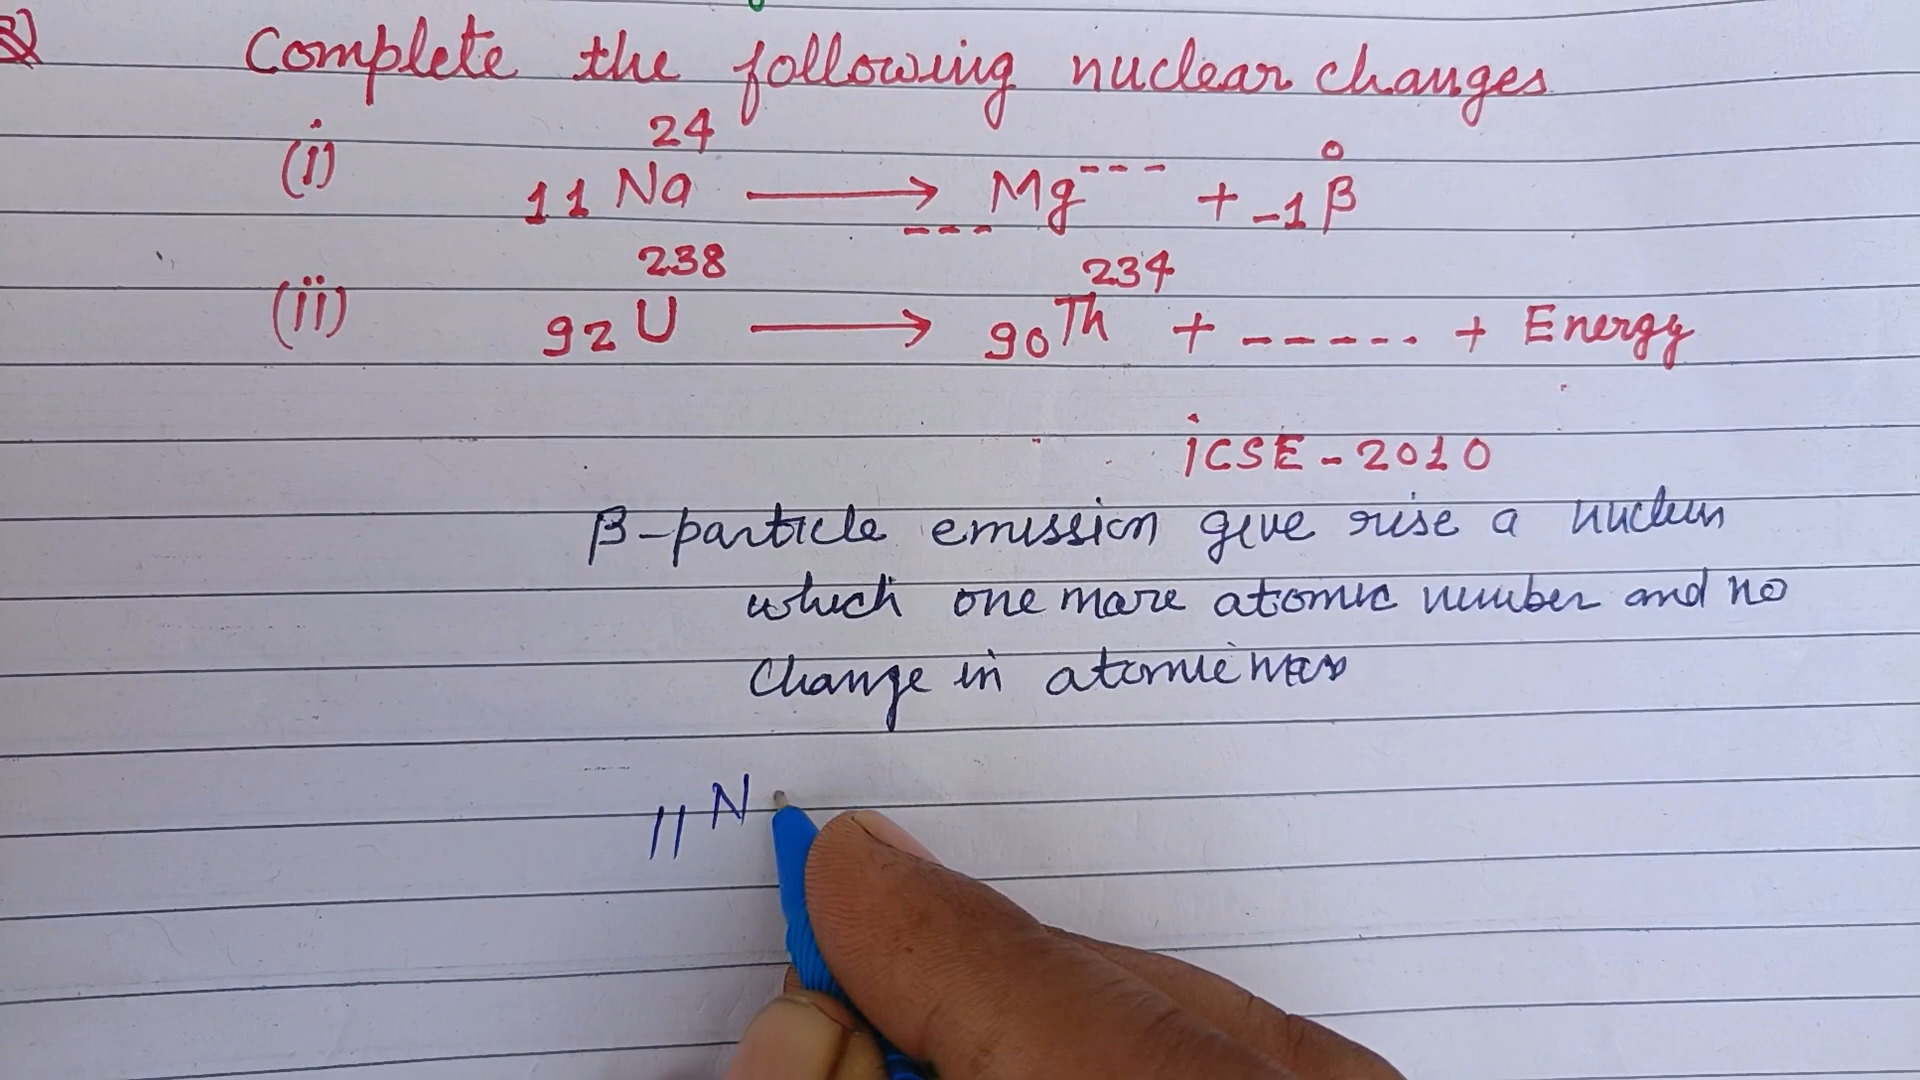 Complete the following nuclear changes
(i) 11 Na 24 ⟶ --- Mg --- + -1 β 0
(ii) 92 U 238 ⟶ 90 Th 234 + ----- + Energy
ICSE - 2010
β-particle emission give rise a
which one more atomic number and no
change in atomic mass
11 N